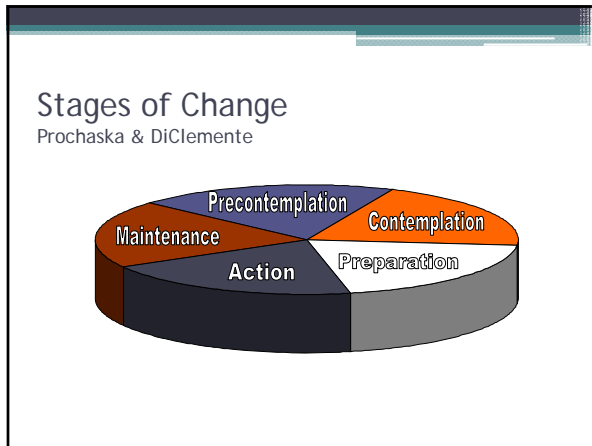 Stages of Change
Prochaska & DiClemente
Precontemplation
Contemplation
Maintenance
Preparation
Action